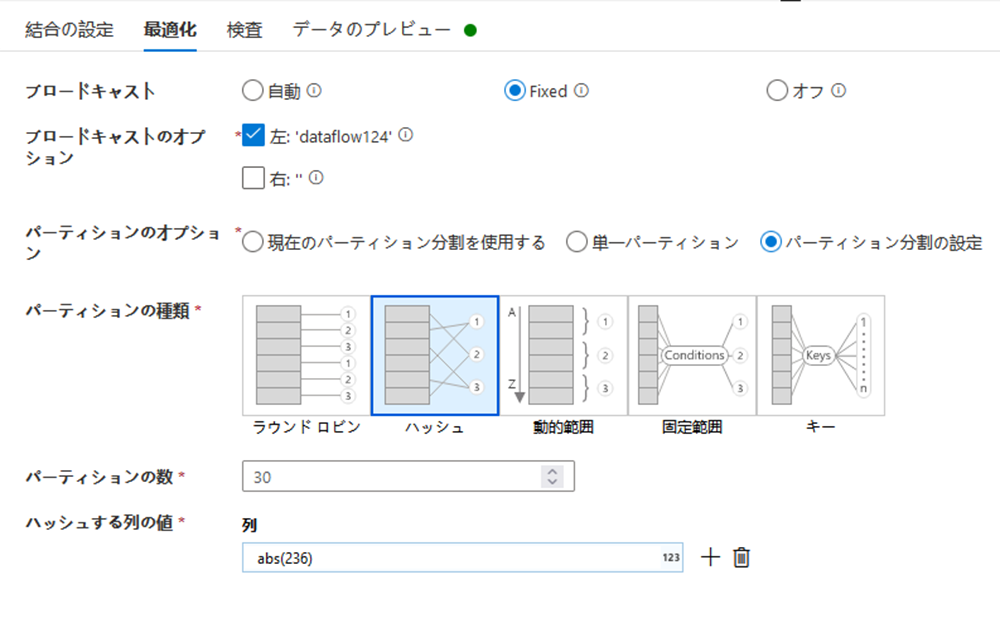 結合の設定 最適化 検査 データのプレビュー
ブロードキャスト 自動 Fixed オフ
ブロードキャストのオプ
ション
* 左: 'dataflow124'
右: ''
パーティションのオプショ
ン
* 現在のパーティション分割を使用する 単一パーティション パーティション分割の設定
パーティションの種類 *
1 2 3 1 2 3
1 2 3
A Z 1 2 3
Conditions 1 2 3
Keys 1 n
ラウンド ロビン ハッシュ 動的範囲 固定範囲 キー
パーティションの数 * 30
ハッシュする列の値 * 列
abs(236) 123